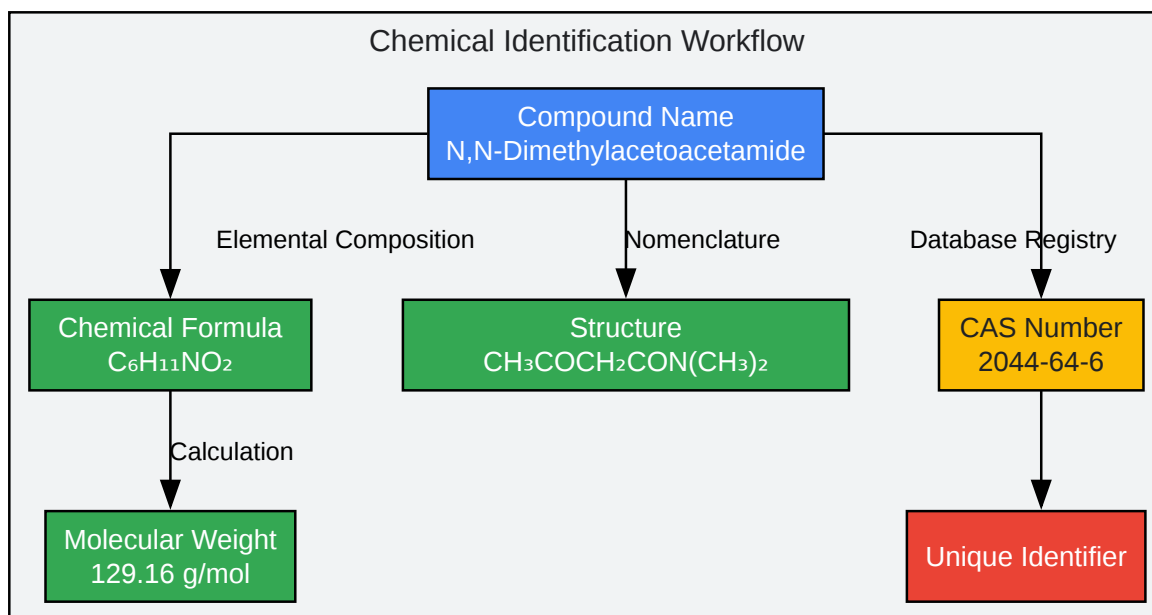 Chemical Identification Workflow
Compound Name
N,N-Dimethylacetoacetamide
Elemental Composition
Nomenclature
Database Registry
Chemical Formula
C₆H₁₁NO₂
Structure
CH₃COCH₂CON(CH₃)₂
CAS Number
2044-64-6
Calculation
Molecular Weight
129.16 g/mol
Unique Identifier